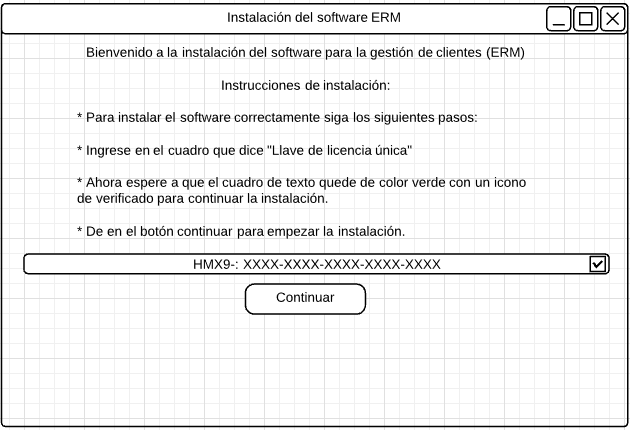 Instalación del software ERM
Bienvenido a la instalación del software para la gestión de clientes (ERM)
Instrucciones de instalación:
* Para instalar el software correctamente siga los siguientes pasos:
* Ingrese en el cuadro que dice "Llave de licencia única"
* Ahora espere a que el cuadro de texto quede de color verde con un icono
de verificado para continuar la instalación.
* De en el botón continuar para empezar la instalación.
HMX9-: XXXX-XXXX-XXXX-XXXX-XXXX
Continuar